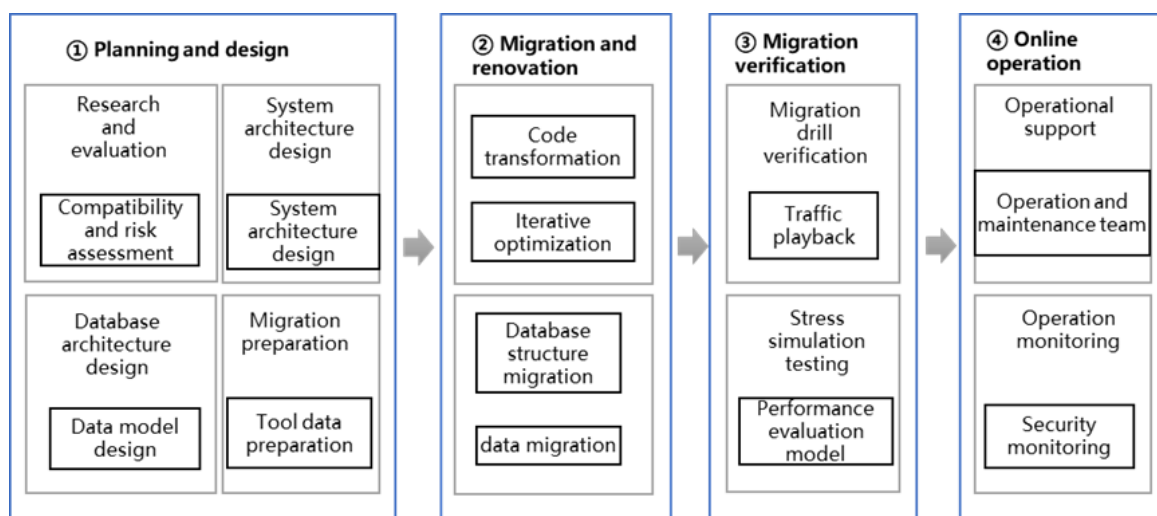 ① Planning and design
Research
and
evaluation
Compatibility
and risk
assessment
System
architecture
design
System
architecture
design
Database
architecture
design
Data model
design
Migration
preparation
Tool data
preparation
② Migration and
renovation
Code
transformation
Iterative
optimization
Database
structure
migration
data migration
③ Migration
verification
Migration
drill
verification
Traffic
playback
Stress
simulation
testing
Performance
evaluation
model
④ Online
operation
Operational
support
Operation and
maintenance team
Operation
monitoring
Security
monitoring